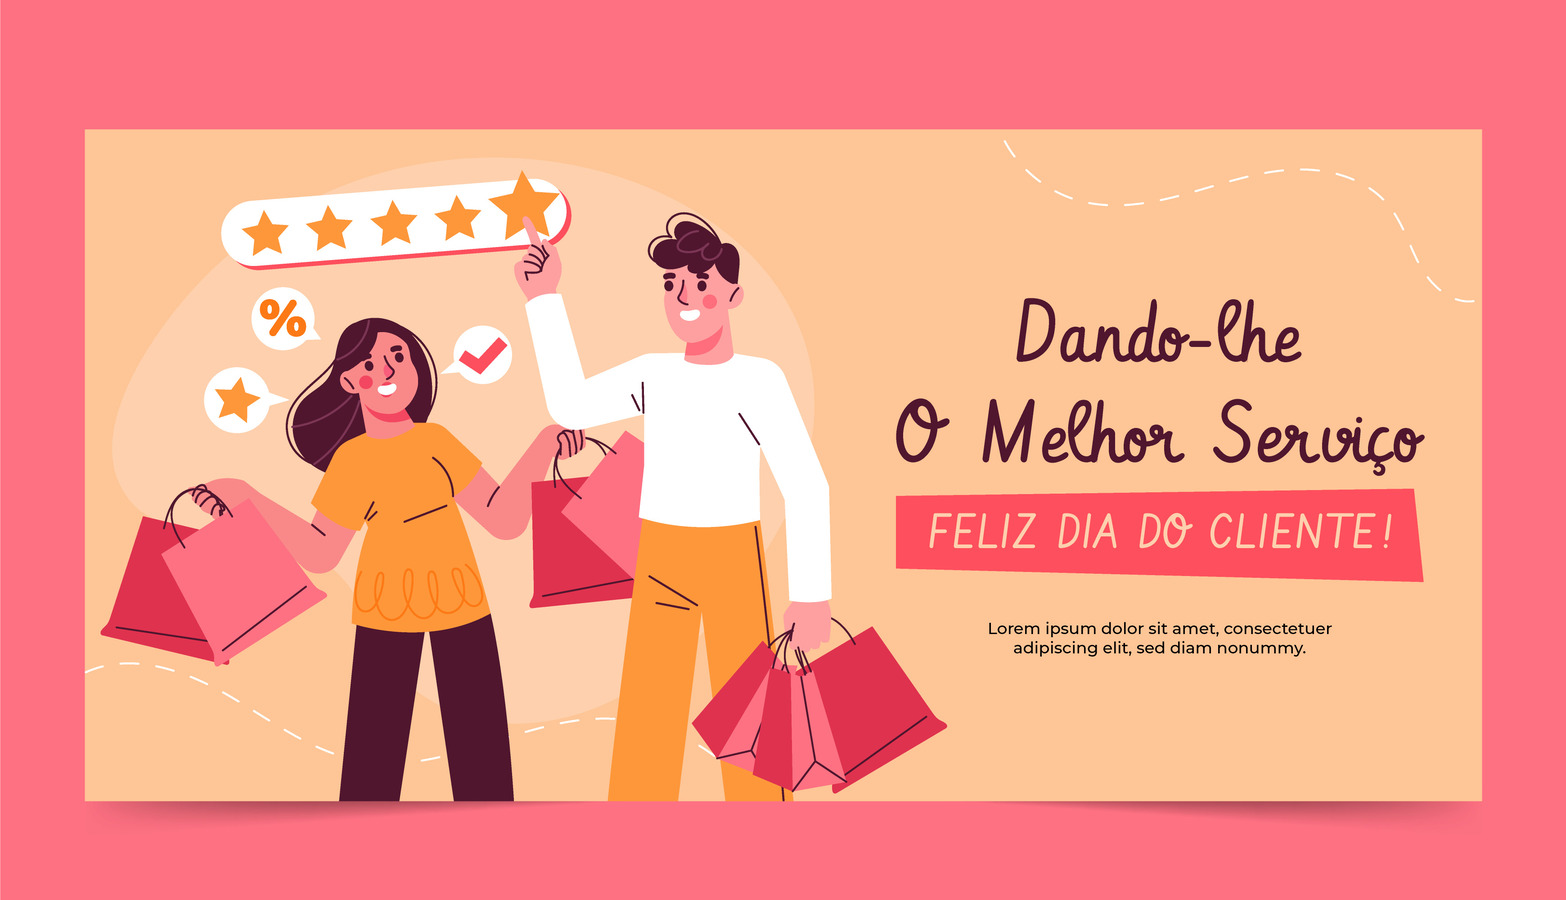 %
Dando-lhe
O Melhor Serviço
FELIZ DIA DO CLIENTE!
Lorem ipsum dolor sit amet, consectetuer
adipiscing elit, sed diam nonummy.